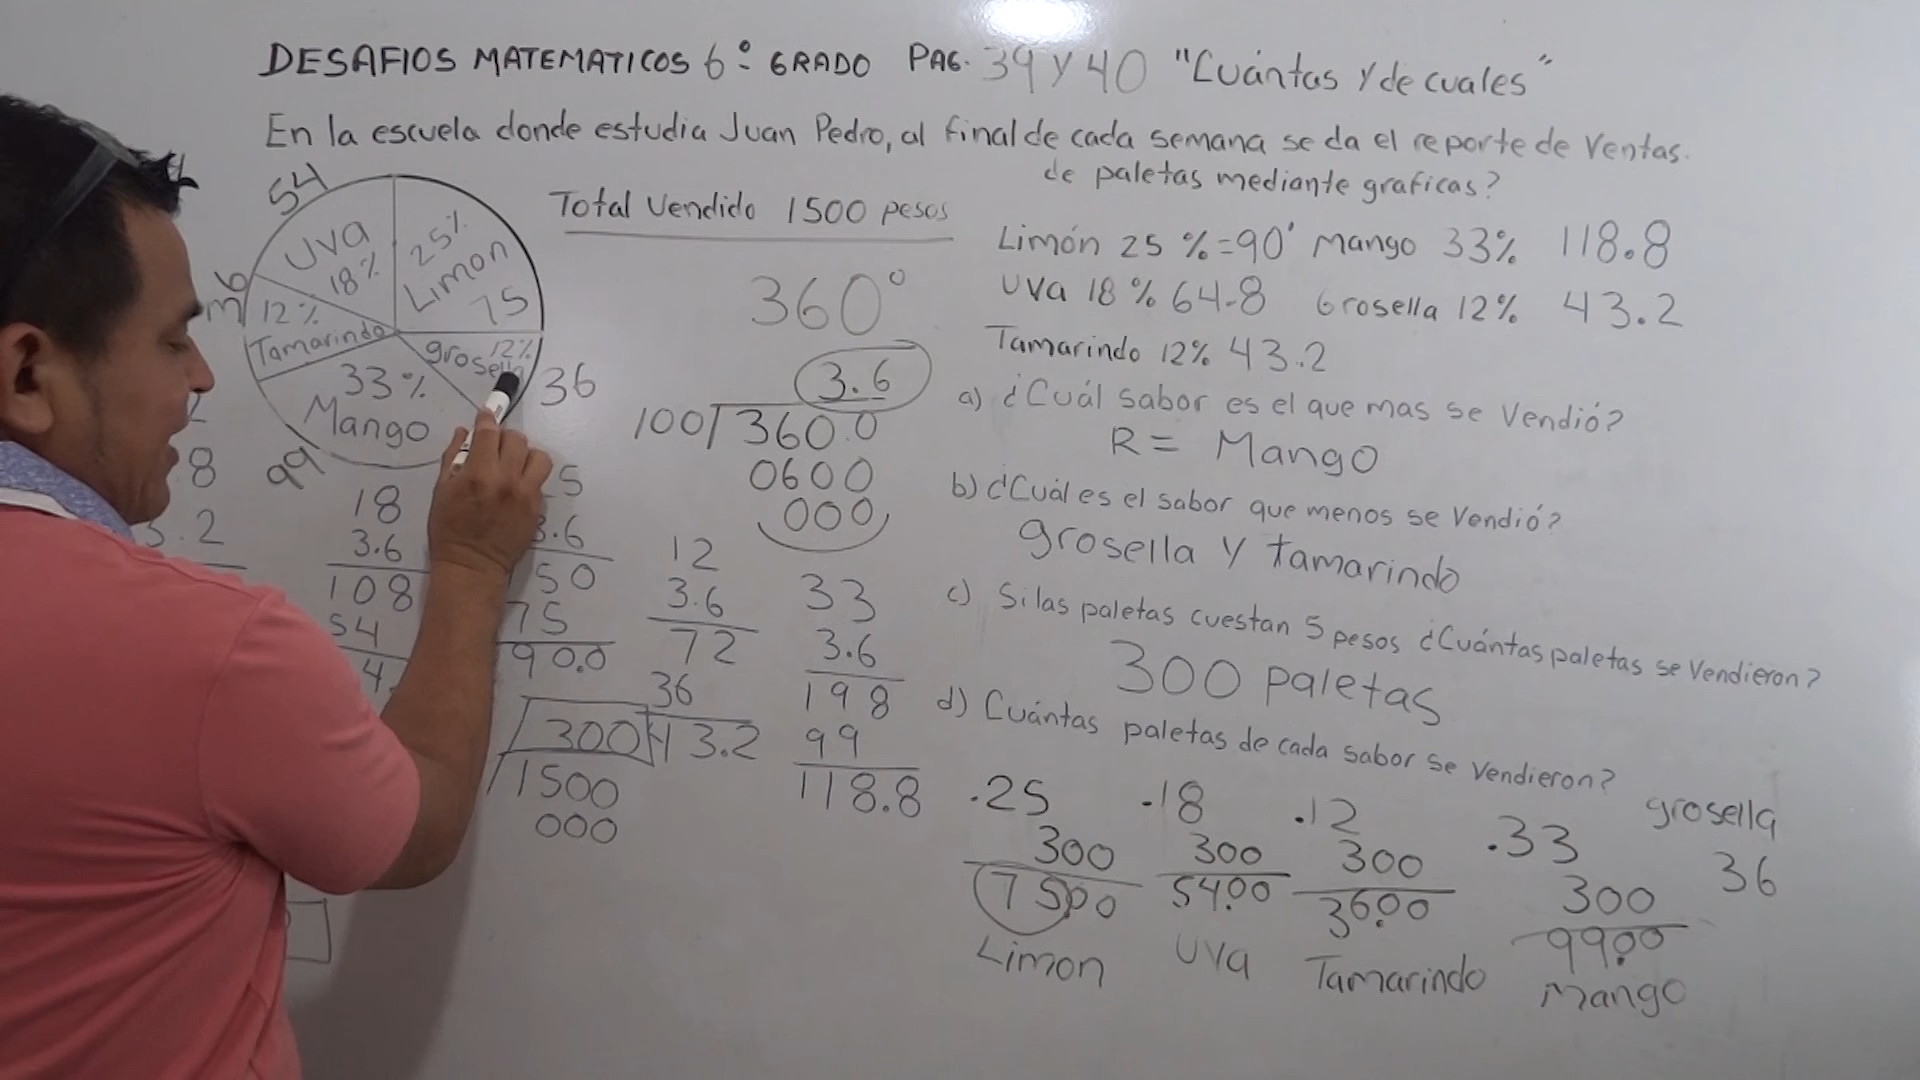 DESAFIOS MATEMATICOS 6° GRADO PAG. 39 Y 40 "Cuántas y de cuales"
En la escuela donde estudia Juan Pedro, al final de cada semana se da el reporte de ventas.
de paletas mediante graficas?
54
UVA
18%
25%
Limon
75
36
12%
Tamarindo
33%
Mango
99
12%
36
Total Vendido 1500 pesos
360°
3.6
100 360.0
0600
000
Limón 25 %=90° Mango 33% 118.8
UVA 18% 64.8 Grosella 12% 43.2
Tamarindo 12% 43.2
a) ¿Cuál sabor es el que mas se vendió?
R= Mango
b) ¿Cuál es el sabor que menos se vendió?
grosella y tamarindo
c) Si las paletas cuestan 5 pesos ¿Cuántas paletas se vendieron?
300 paletas
d) Cuántas paletas de cada sabor se vendieron?
.25
300
7500
Limon
.18
300
5400
UVA
.12
300
3600
Tamarindo
.33
300
9900
Mango
grosella
36
18
3.6
108
54
75
90.0
12
3.6
72
36
43.2
33
3.6
198
99
118.8
300
1500
000